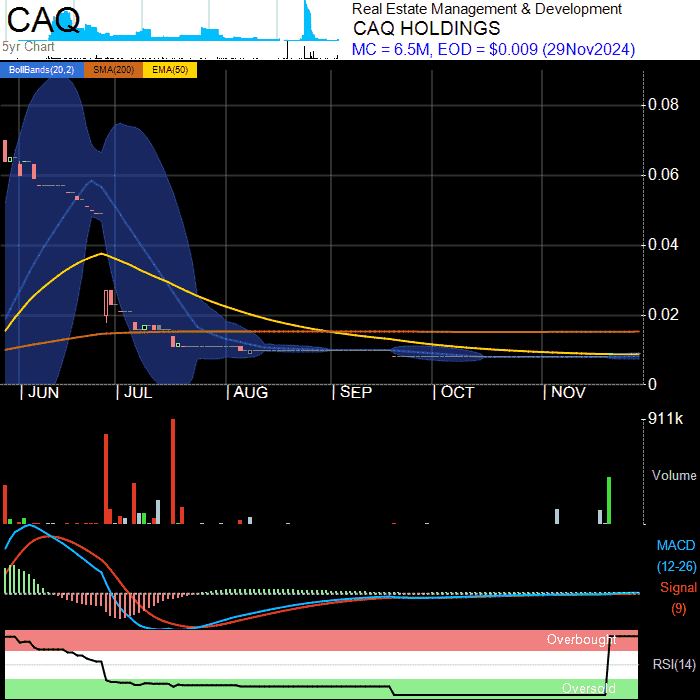 CAQ
5yr Chart
Real Estate Management & Development
CAQ HOLDINGS
MC = 6.5M, EOD = $0.009 (29Nov2024)
BollBands(20,2) SMA(200) EMA(50)
0.08
0.06
0.04
0.02
0
JUN JUL AUG SEP OCT NOV
911k
Volume
MACD
(12-26)
Signal
(9)
Overbought
RSI(14)
Oversold